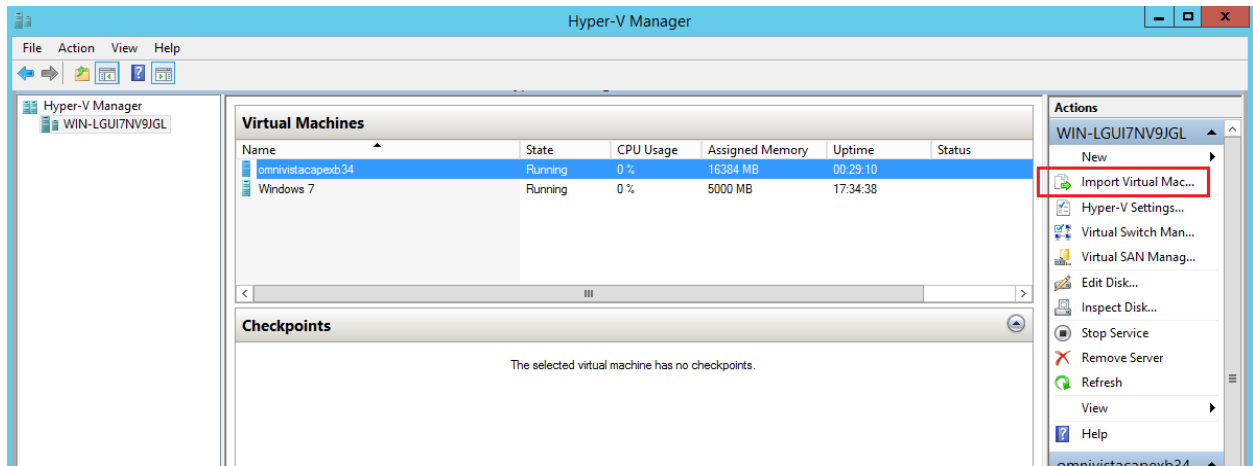 Hyper-V Manager
File Action View Help
Hyper-V Manager
WIN-LGUI7NV9JGL
Virtual Machines
Name State CPU Usage Assigned Memory Uptime Status
omnivistacapexb34 Running 0 % 16384 MB 00:29:10
Windows 7 Running 0 % 5000 MB 17:34:38
Checkpoints
The selected virtual machine has no checkpoints.
Actions
WIN-LGUI7NV9JGL
New
Import Virtual Mac...
Hyper-V Settings...
Virtual Switch Man...
Virtual SAN Manag...
Edit Disk...
Inspect Disk...
Stop Service
Remove Server
Refresh
View
Help
omnivistacapexb34